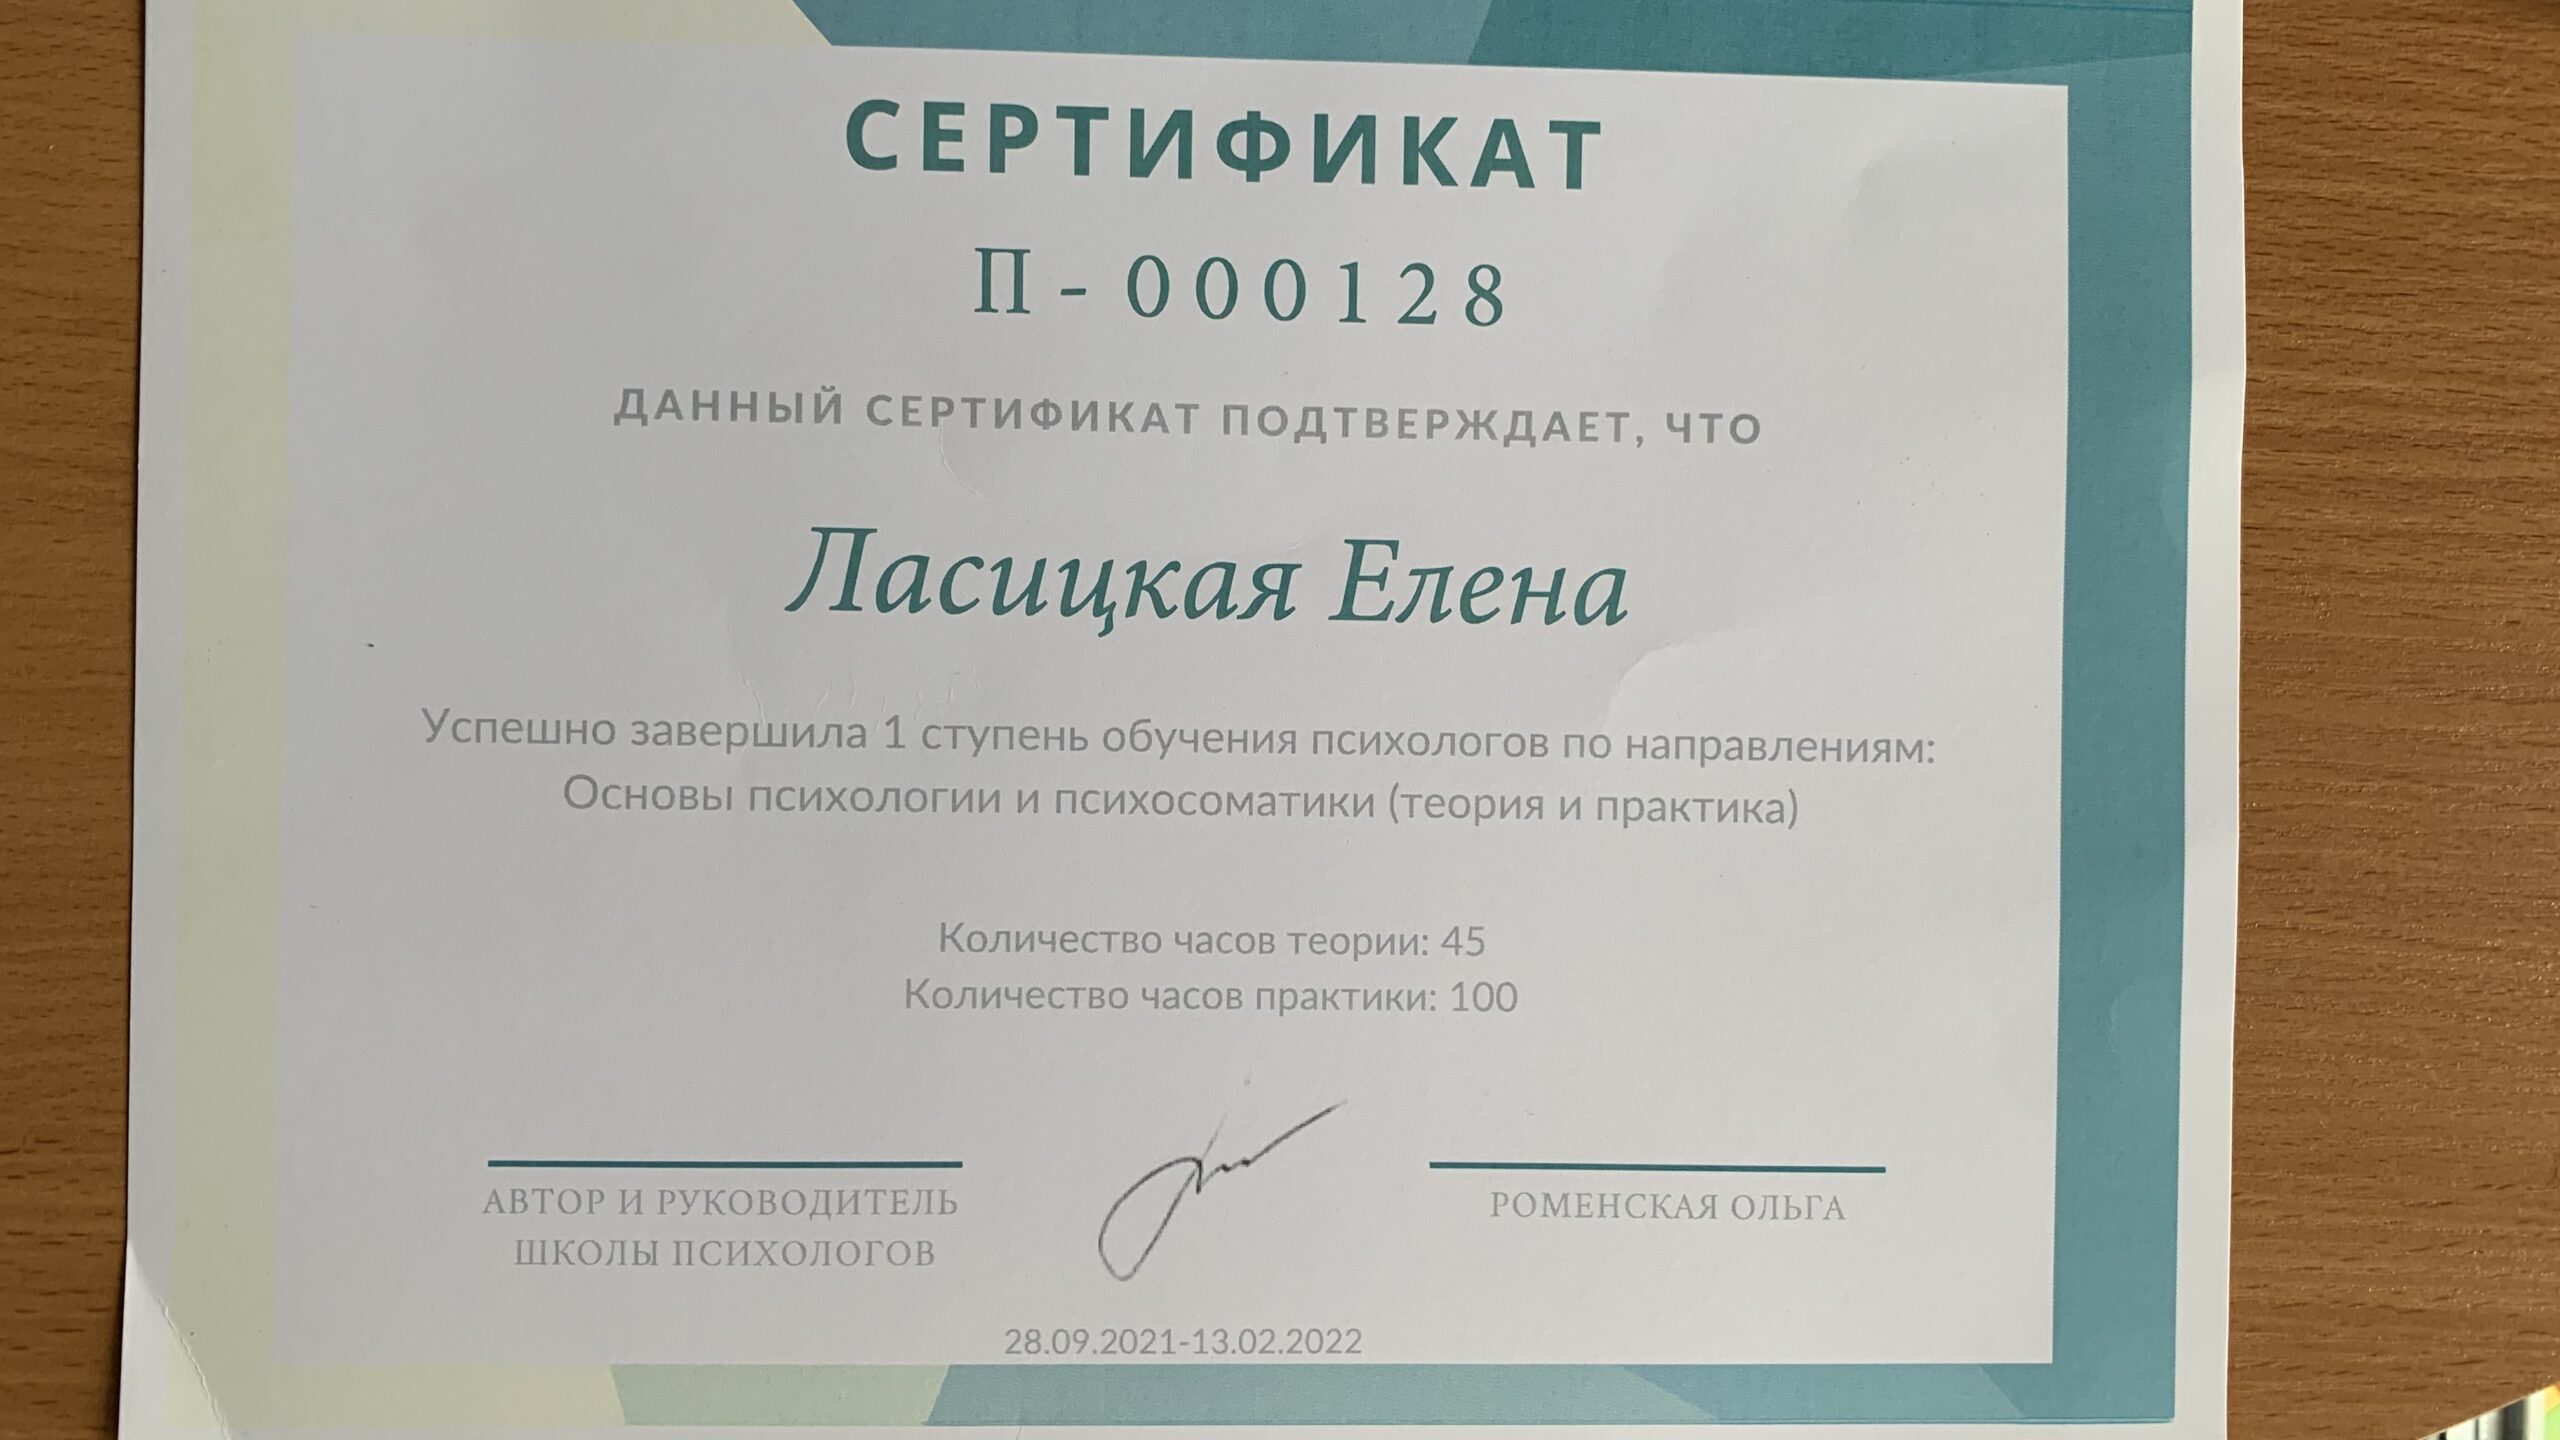 СЕРТИФИКАТ
П-000128
ДАННЫЙ СЕРТИФИКАТ ПОДТВЕРЖДАЕТ, ЧТО
Ласицкая Елена
Успешно завершила 1 ступень обучения психологов по направлениям:
Основы психологии и психосоматики (теория и практика)
Количество часов теории: 45
Количество часов практики: 100
АВТОР И РУКОВОДИТЕЛЬ
ШКОЛЫ ПСИХОЛОГОВ
РОМЕНСКАЯ ОЛЬГА
28.09.2021-13.02.2022